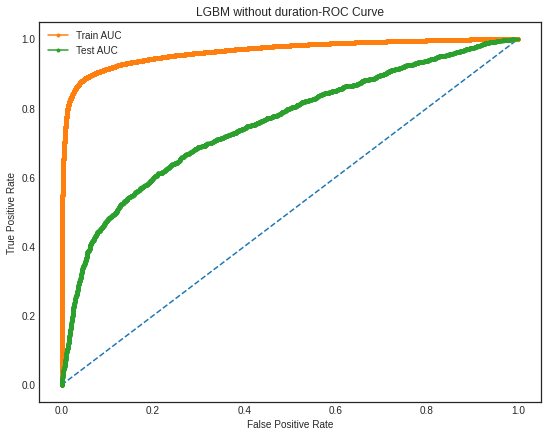 LGBM without duration-ROC Curve
Train AUC
Test AUC
1.0
0.8
0.6
0.4
0.2
0.0
True Positive Rate
0.0 0.2 0.4 0.6 0.8 1.0
False Positive Rate